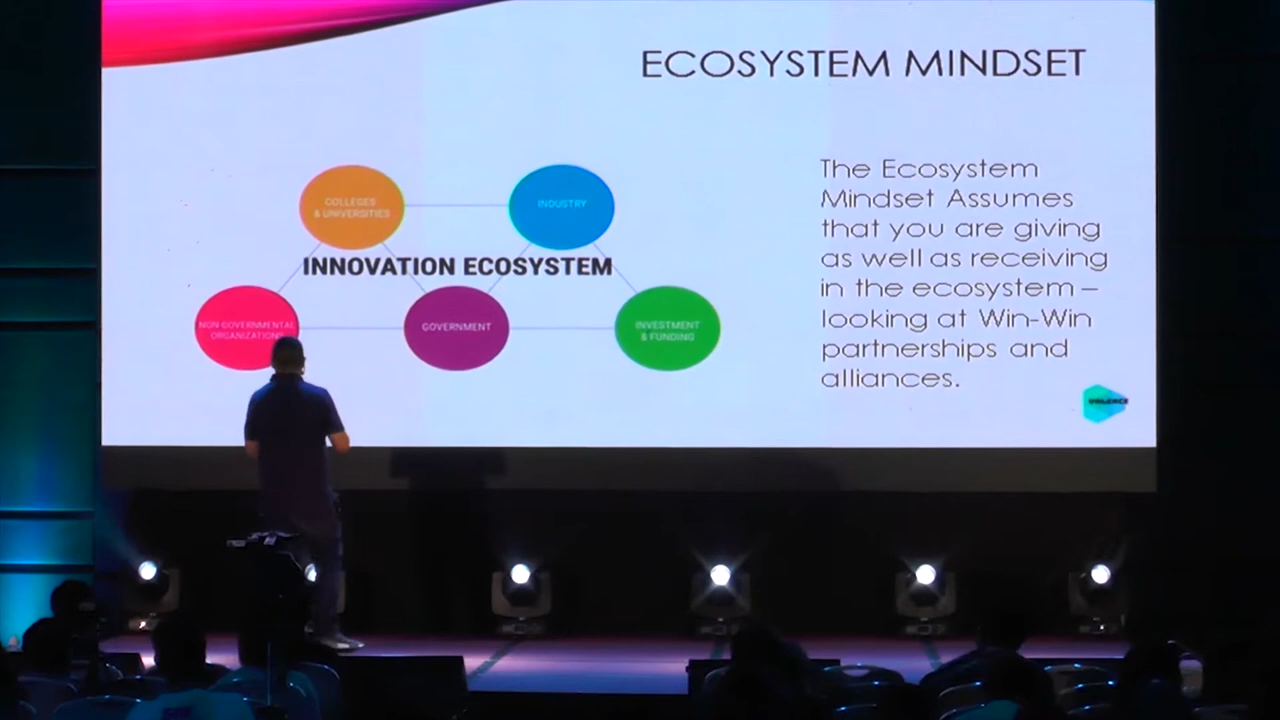 ECOSYSTEM MINDSET
COLLEGES
& UNIVERSITIES
INDUSTRY
INNOVATION ECOSYSTEM
NON-GOVERNMENTAL
ORGANIZATIONS
GOVERNMENT
INVESTMENT
& FUNDING
The Ecosystem
Mindset Assumes
that you are giving
as well as receiving
in the ecosystem –
looking at Win-Win
partnerships and
alliances.